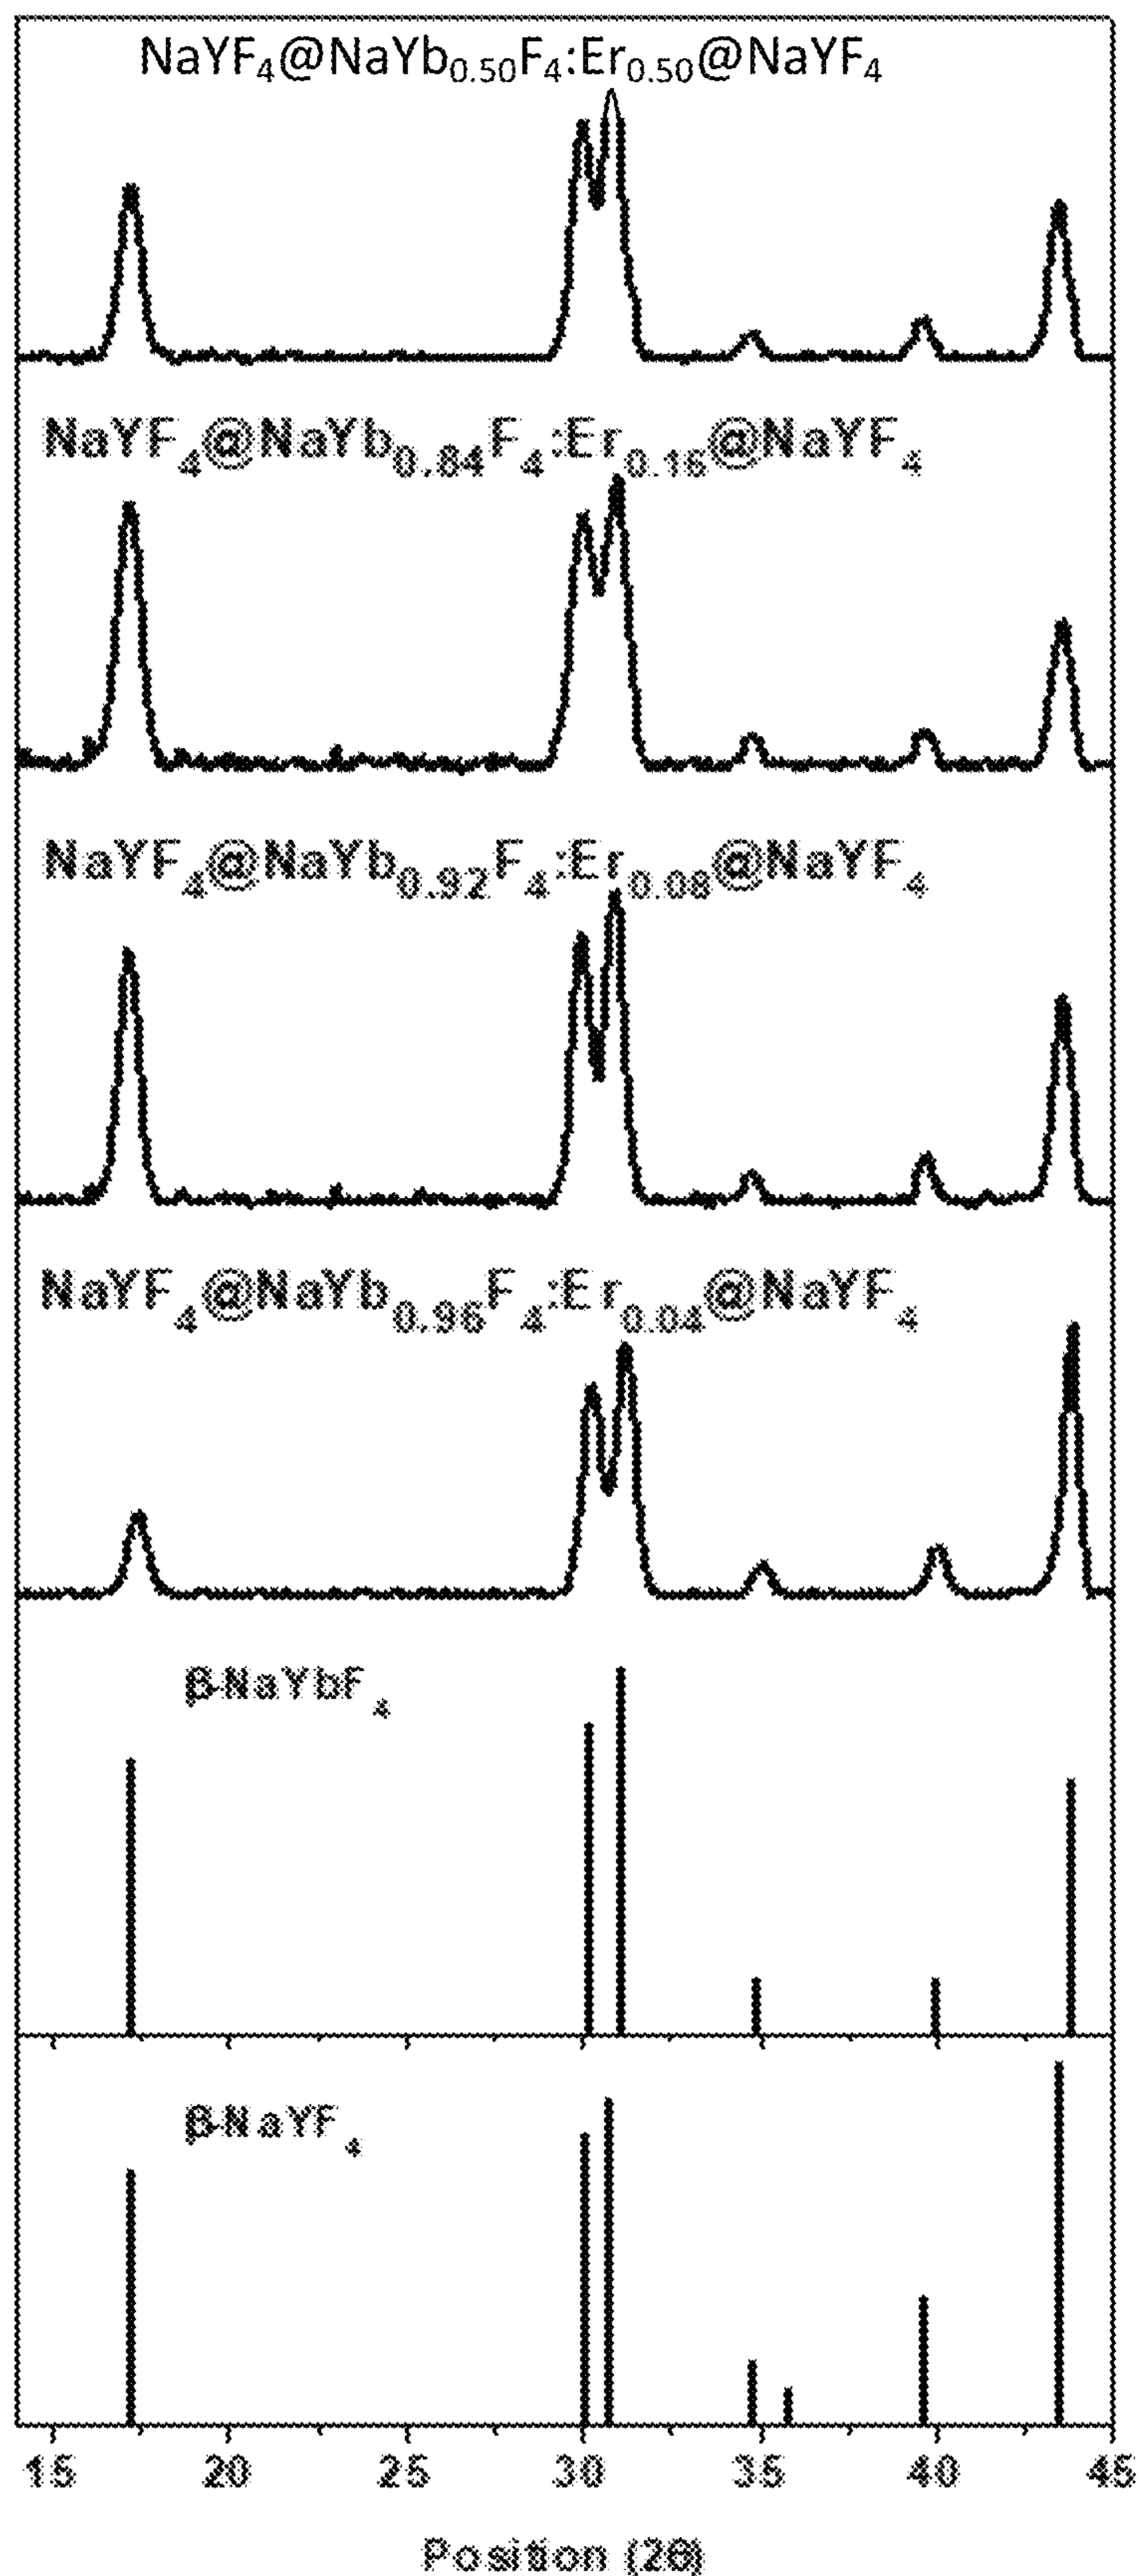 NaYF₄@NaYb₀.₅₀F₄:Er₀.₅₀@NaYF₄
NaYF₄@NaYb₀.₈₄F₄:Er₀.₁₆@NaYF₄
NaYF₄@NaYb₀.₉₂F₄:Er₀.₀₈@NaYF₄
NaYF₄@NaYb₀.₉₆F₄:Er₀.₀₄@NaYF₄
β-NaYbF₄
β-NaYF₄
15 20 25 30 35 40 45
Position (2θ)